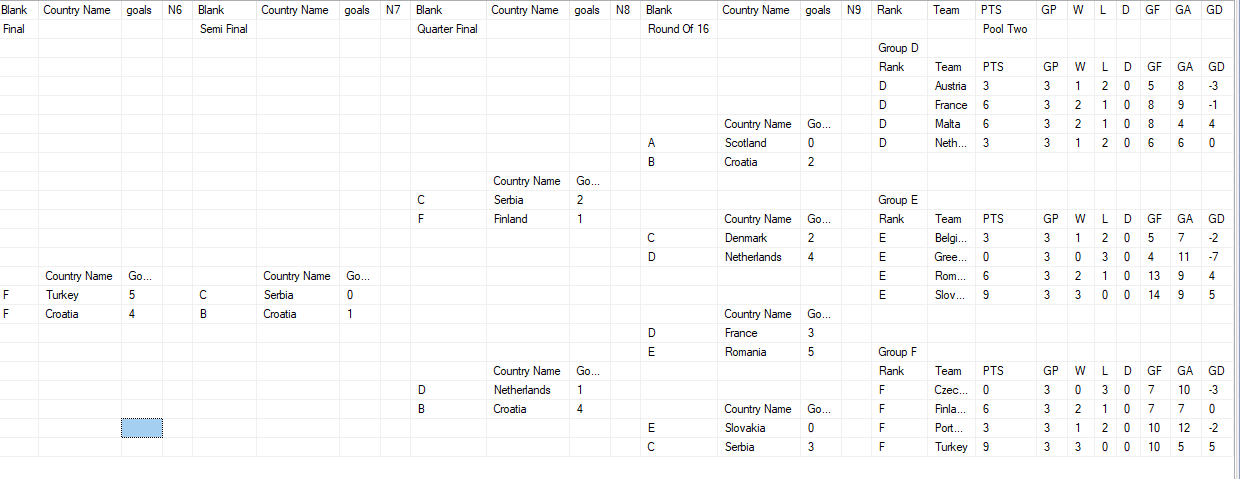 Blank Country Name goals N6 Blank Country Name goals N7 Blank Country Name goals N8 Blank Country Name goals N9 Rank Team PTS GP W L D GF GA GD
Final Semi Final Quarter Final Round Of 16 Pool Two
Group D
Rank Team PTS GP W L D GF GA GD
D Austria 3 3 1 2 0 5 8 -3
D France 6 3 2 1 0 8 9 -1
Country Name Go... D Malta 6 3 2 1 0 8 4 4
A Scotland 0 D Neth... 3 3 1 2 0 6 6 0
B Croatia 2
Country Name Go...
C Serbia 2 Group E
F Finland 1 Country Name Go... Rank Team PTS GP W L D GF GA GD
C Denmark 2 E Belgi... 3 3 1 2 0 5 7 -2
D Netherlands 4 E Gree... 0 3 0 3 0 4 11 -7
Country Name Go... Country Name Go... E Rom... 6 3 2 1 0 13 9 4
F Turkey 5 C Serbia 0 E Slov... 9 3 3 0 0 14 9 5
F Croatia 4 B Croatia 1 Country Name Go...
D France 3
E Romania 5 Group F
Country Name Go... Rank Team PTS GP W L D GF GA GD
D Netherlands 1 F Czec... 0 3 0 3 0 7 10 -3
B Croatia 4 Country Name Go... F Finla... 6 3 2 1 0 7 7 0
E Slovakia 0 F Port... 3 3 1 2 0 10 12 -2
C Serbia 3 F Turkey 9 3 3 0 0 10 5 5